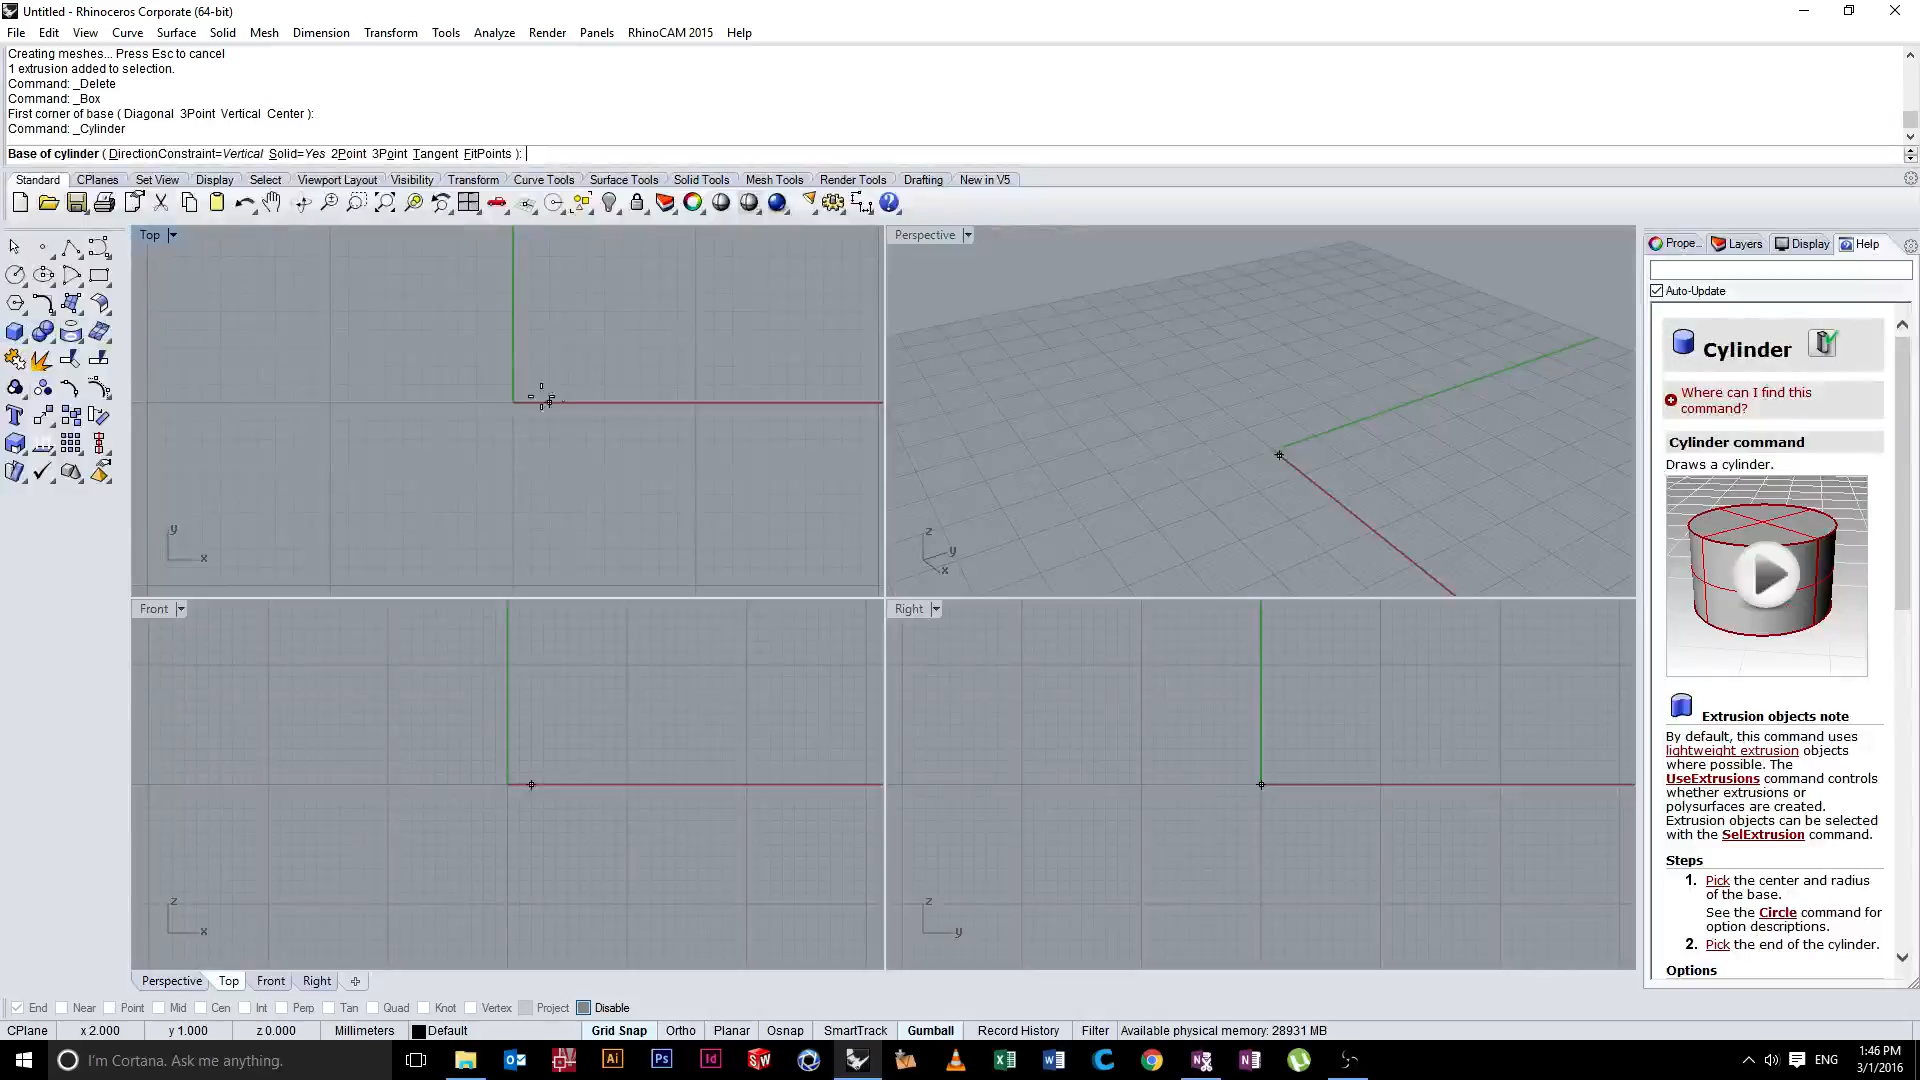 Untitled - Rhinoceros Corporate (64-bit)
File Edit View Curve Surface Solid Mesh Dimension Transform Tools Analyze Render Panels RhinoCAM 2015 Help
Creating meshes... Press Esc to cancel
1 extrusion added to selection.
Command: _Delete
Command: _Box
First corner of base ( Diagonal 3Point Vertical Center ):
Command: _Cylinder
Base of cylinder ( DirectionConstraint=Vertical Solid=Yes 2Point 3Point Tangent FitPoints ):
Standard CPlanes Set View Display Select Viewport Layout Visibility Transform Curve Tools Surface Tools Solid Tools Mesh Tools Render Tools Drafting New in V5
Top
Perspective
Prope... Layers Display Help
Auto-Update
Cylinder
Where can I find this
command?
Cylinder command
Draws a cylinder.
y
x
z
y
x
Front
Right
Extrusion objects note
By default, this command uses
lightweight extrusion objects
where possible. The
UseExtrusions command controls
whether extrusions or
polysurfaces are created.
Extrusion objects can be selected
with the SelExtrusion command.
Steps
1. Pick the center and radius
of the base.
See the Circle command for
option descriptions.
2. Pick the end of the cylinder.
Options
z
x
z
y
Perspective Top Front Right
End Near Point Mid Cen Int Perp Tan Quad Knot Vertex Project Disable
CPlane x 2.000 y 1.000 z 0.000 Millimeters Default Grid Snap Ortho Planar Osnap SmartTrack Gumball Record History Filter Available physical memory: 28931 MB
I'm Cortana. Ask me anything.
Ai Ps Id SW
ENG
1:46 PM
3/1/2016